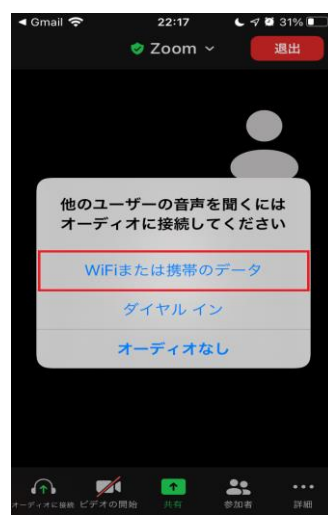 ◀ Gmail 22:17 31%
Zoom 退出
他のユーザーの音声を聞くには
オーディオに接続してください
WiFiまたは携帯のデータ
ダイヤル イン
オーディオなし
オーディオに接続 ビデオの開始 共有 参加者 詳細